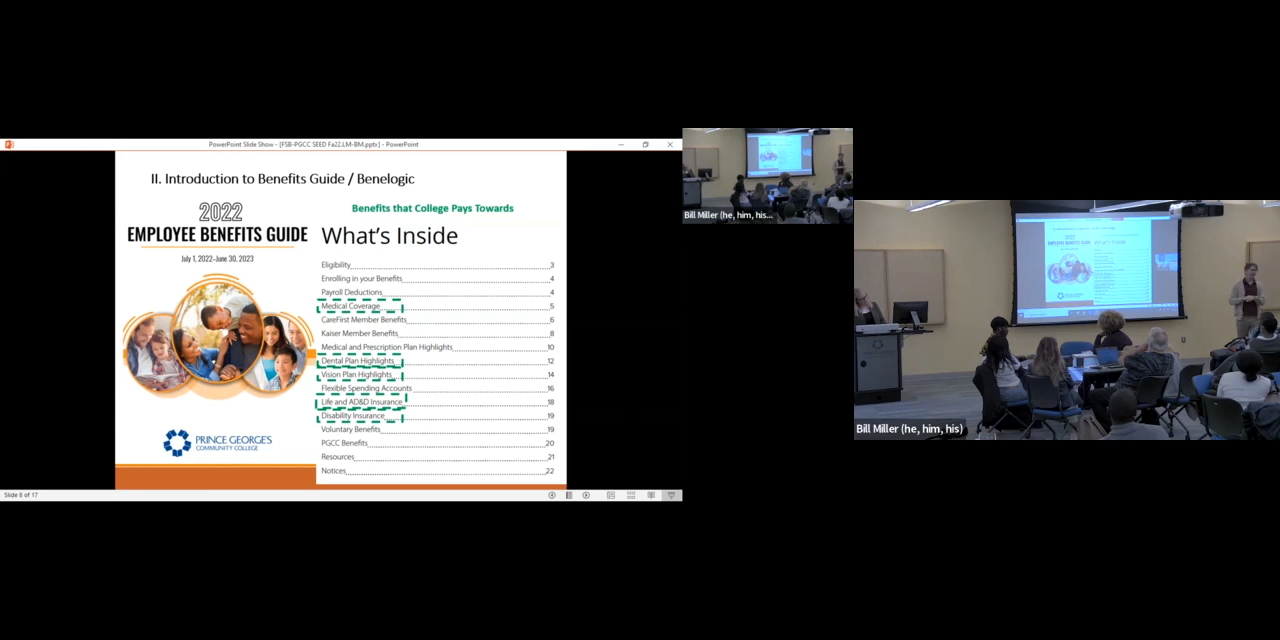 PowerPoint Slide Show - [FSB-PGCC SEED Fa22.LM-BM.pptx] - PowerPoint
II. Introduction to Benefits Guide / Benelogic
2022
EMPLOYEE BENEFITS GUIDE
July 1, 2022-June 30, 2023
PRINCE GEORGE'S
COMMUNITY COLLEGE
Benefits that College Pays Towards
What's Inside
Eligibility 3
Enrolling in your Benefits 4
Payroll Deductions 4
Medical Coverage 5
CareFirst Member Benefits 6
Kaiser Member Benefits 8
Medical and Prescription Plan Highlights 10
Dental Plan Highlights 12
Vision Plan Highlights 14
Flexible Spending Accounts 16
Life and AD&D Insurance 18
Disability Insurance 19
Voluntary Benefits 19
PGCC Benefits 20
Resources 21
Notices 22
Slide 8 of 17
Bill Miller (he, him, his...
What's Inside
Bill Miller (he, him, his)